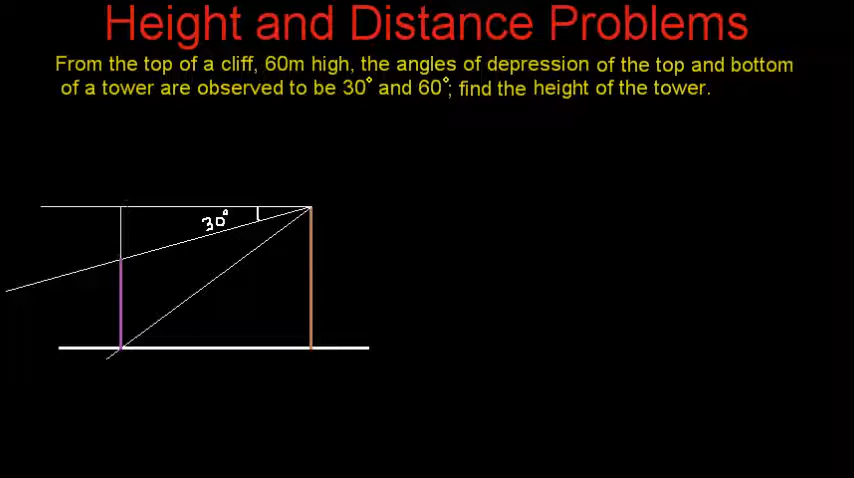 Height and Distance Problems
From the top of a cliff, 60m high, the angles of depression of the top and bottom
of a tower are observed to be 30° and 60°; find the height of the tower.
30°